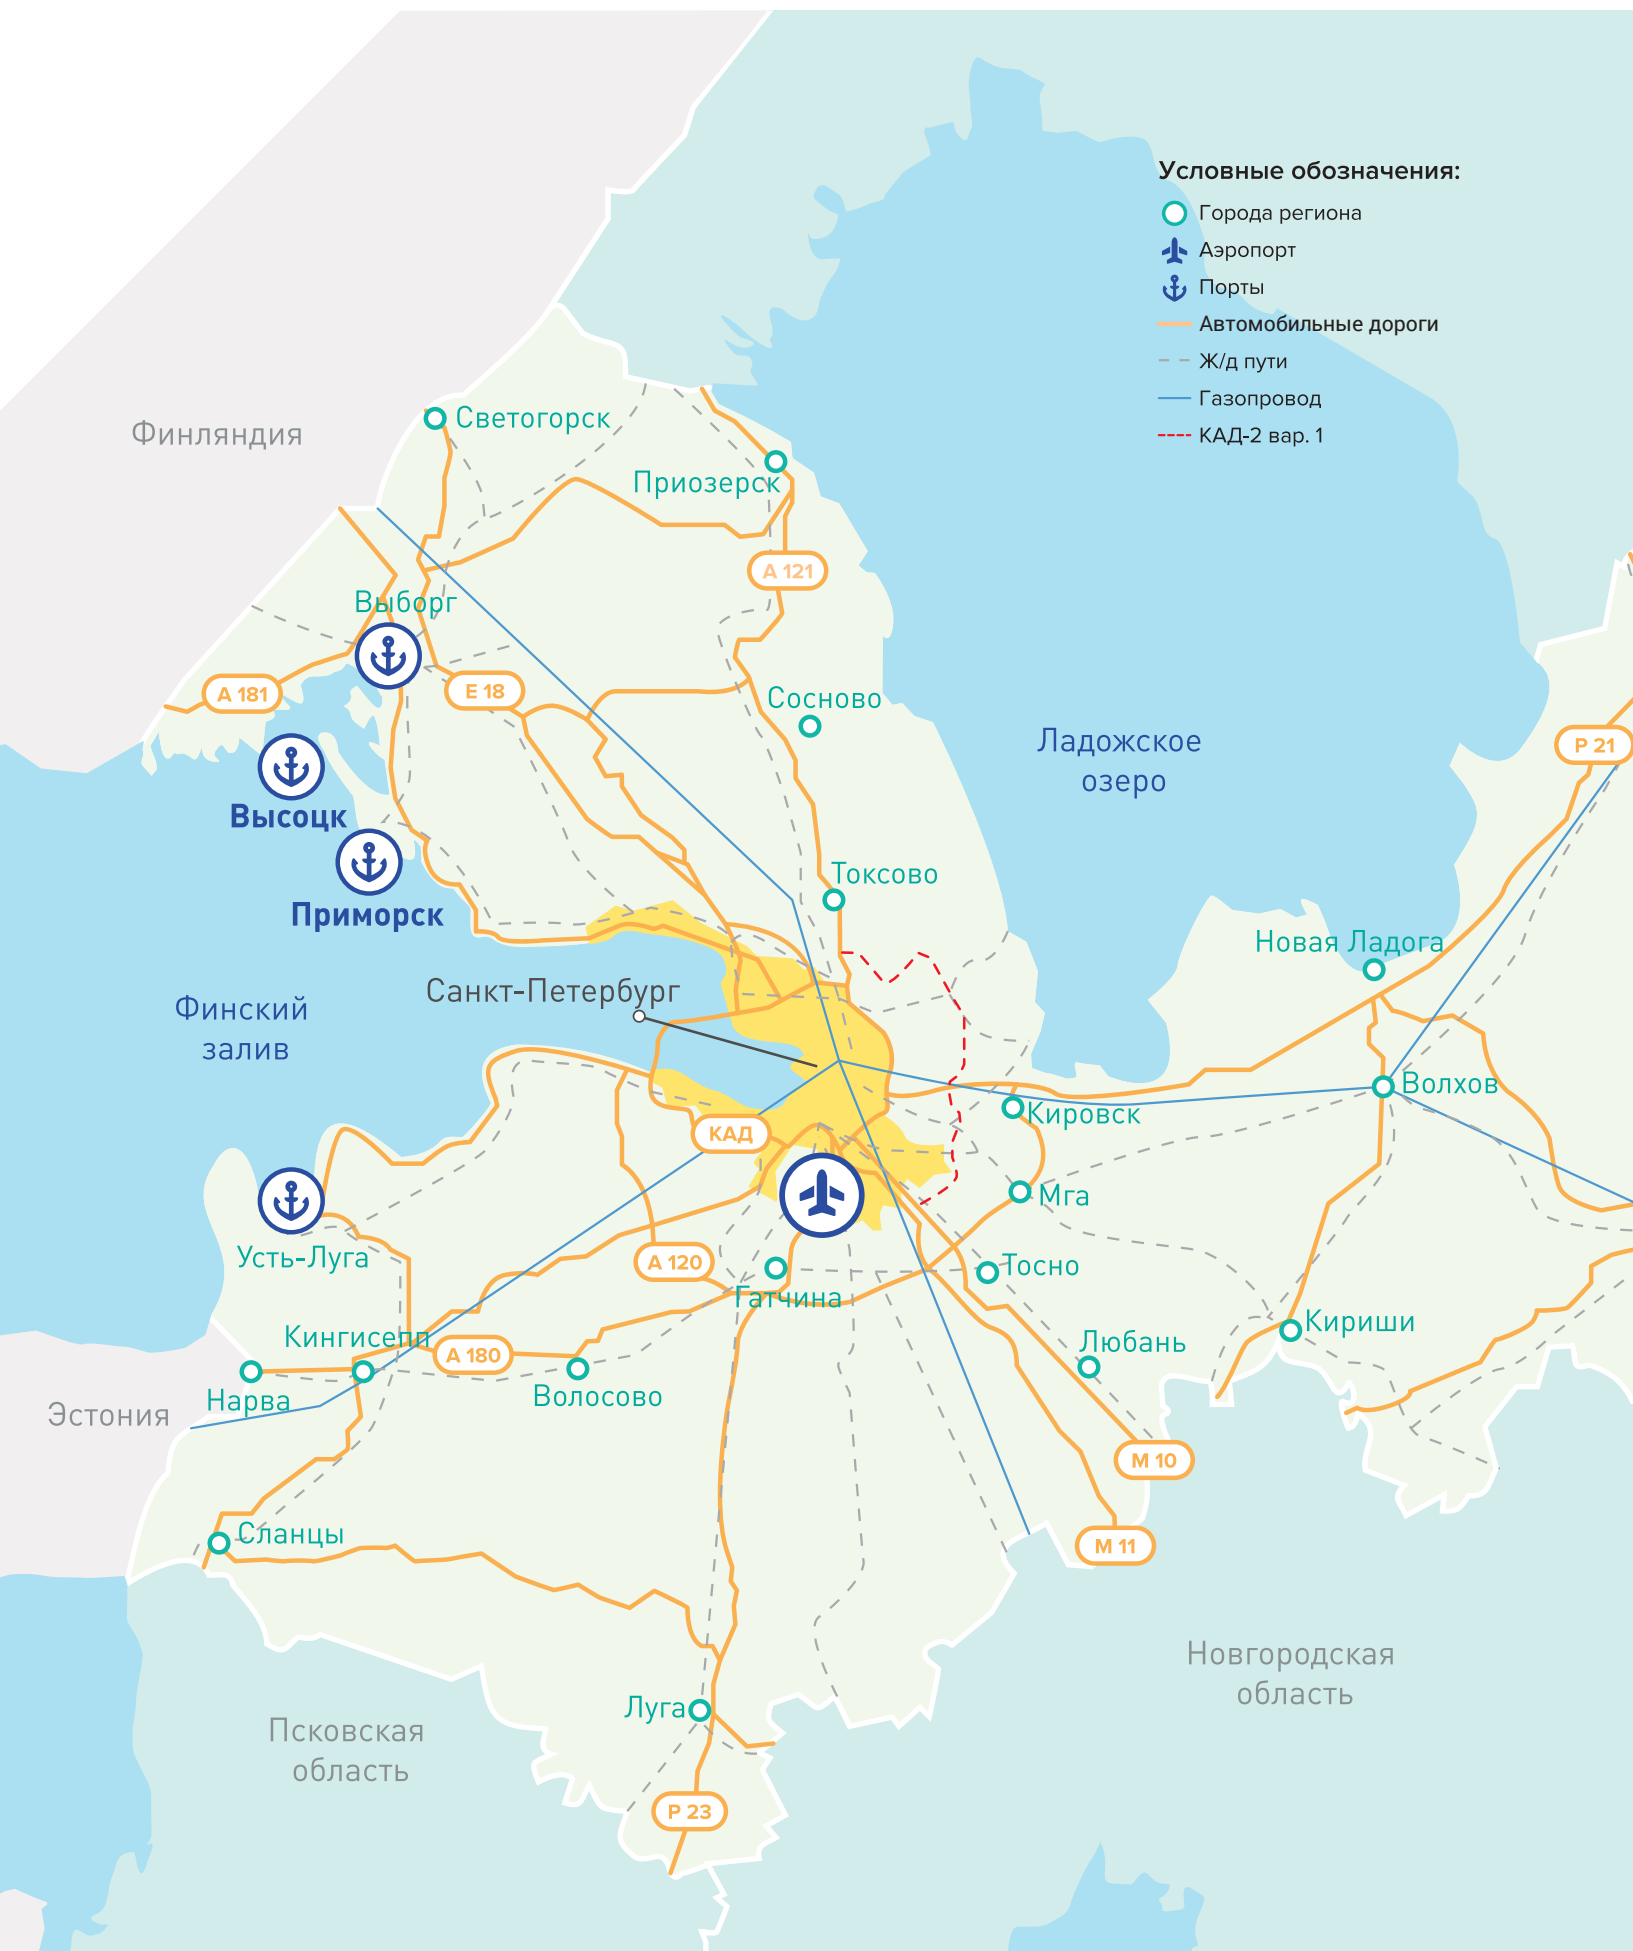 Условные обозначения:
Города региона
Аэропорт
Порты
Автомобильные дороги
Ж/д пути
Газопровод
КАД-2 вар. 1
Финляндия
Светогорск
Приозерск
А 121
Выборг
А 181
Е 18
Сосново
Ладожское
озеро
Р 21
Высоцк
Приморск
Токсово
Новая Ладога
Санкт-Петербург
Финский
залив
Волхов
Кировск
КАД
Мга
Усть-Луга
А 120
Тосно
Гатчина
Кингисепп
Кириши
А 180
Любань
Нарва
Волосово
Эстония
М 10
Сланцы
М 11
Новгородская
область
Луга
Псковская
область
Р 23